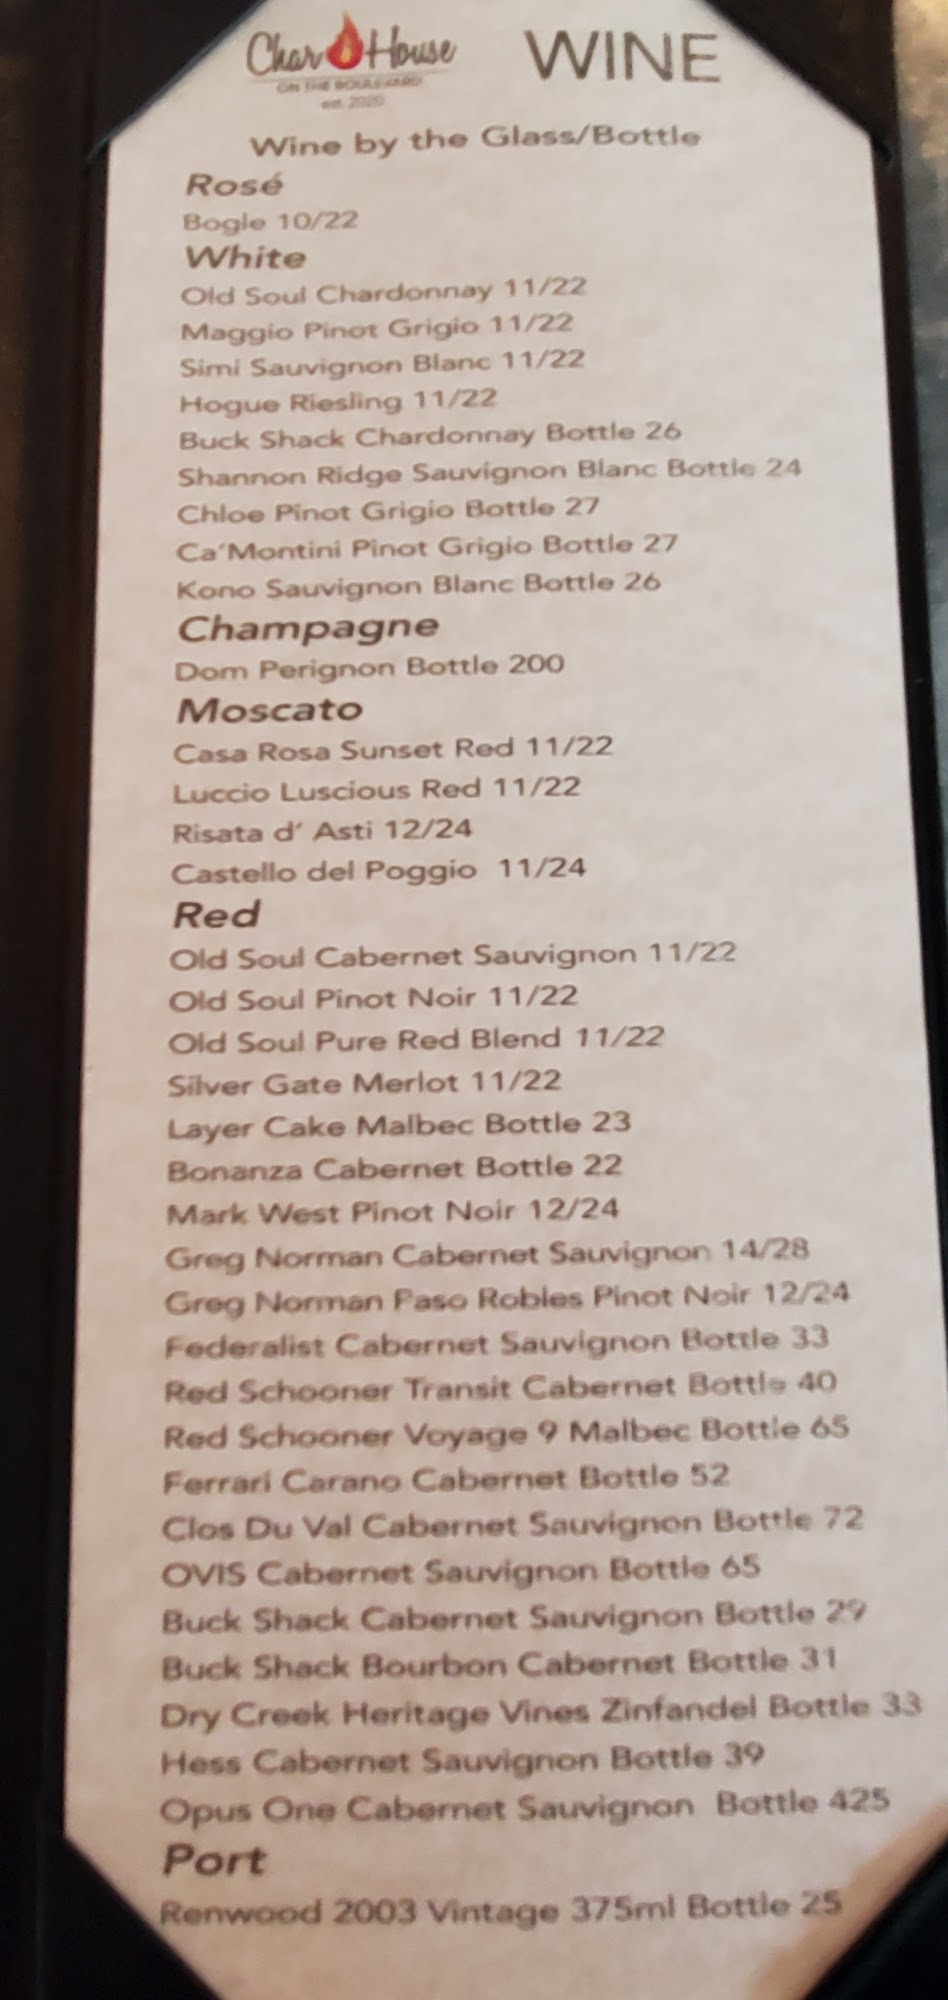 Char House
WINE
ON THE BOULEVARD
est. 2020
Wine by the Glass/Bottle
Rosé
Bogle 10/22
White
Old Soul Chardonnay 11/22
Maggio Pinot Grigio 11/22
Simi Sauvignon Blanc 11/22
Hogue Riesling 11/22
Buck Shack Chardonnay Bottle 26
Shannon Ridge Sauvignon Blanc Bottle 24
Chloe Pinot Grigio Bottle 27
Ca'Montini Pinot Grigio Bottle 27
Kono Sauvignon Blanc Bottle 26
Champagne
Dom Perignon Bottle 200
Moscato
Casa Rosa Sunset Red 11/22
Luccio Luscious Red 11/22
Risata d' Asti 12/24
Castello del Poggio 11/24
Red
Old Soul Cabernet Sauvignon 11/22
Old Soul Pinot Noir 11/22
Old Soul Pure Red Blend 11/22
Silver Gate Merlot 11/22
Layer Cake Malbec Bottle 23
Bonanza Cabernet Bottle 22
Mark West Pinot Noir 12/24
Greg Norman Cabernet Sauvignon 14/28
Greg Norman Paso Robles Pinot Noir 12/24
Federalist Cabernet Sauvignon Bottle 33
Red Schooner Transit Cabernet Bottle 40
Red Schooner Voyage 9 Malbec Bottle 65
Ferrari Carano Cabernet Bottle 52
Clos Du Val Cabernet Sauvignon Bottle 72
OVIS Cabernet Sauvignon Bottle 65
Buck Shack Cabernet Sauvignon Bottle 29
Buck Shack Bourbon Cabernet Bottle 31
Dry Creek Heritage Vines Zinfandel Bottle 33
Hess Cabernet Sauvignon Bottle 39
Opus One Cabernet Sauvignon Bottle 425
Port
Renwood 2003 Vintage 375ml Bottle 25